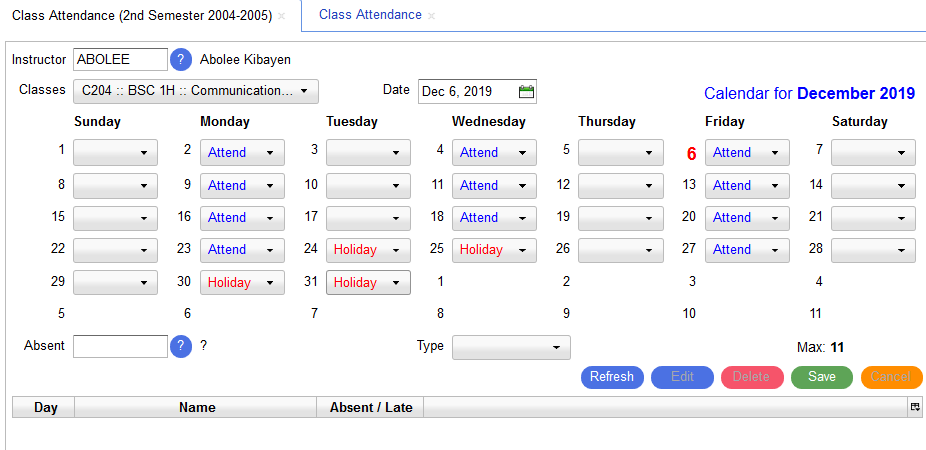 Class Attendance (2nd Semester 2004-2005) × Class Attendance ×
Instructor ABOLEE ? Abolee Kibayen
Classes C204 :: BSC 1H :: Communication... Date Dec 6, 2019
Calendar for December 2019
Sunday Monday Tuesday Wednesday Thursday Friday Saturday
1 2 Attend 3 4 Attend 5 6 Attend 7
8 9 Attend 10 11 Attend 12 13 Attend 14
15 16 Attend 17 18 Attend 19 20 Attend 21
22 23 Attend 24 Holiday 25 Holiday 26 27 Attend 28
29 30 Holiday 31 Holiday 1 2 3 4
5 6 7 8 9 10 11
Absent ? ? Type Max: 11
Refresh Edit Delete Save Cancel
Day Name Absent / Late